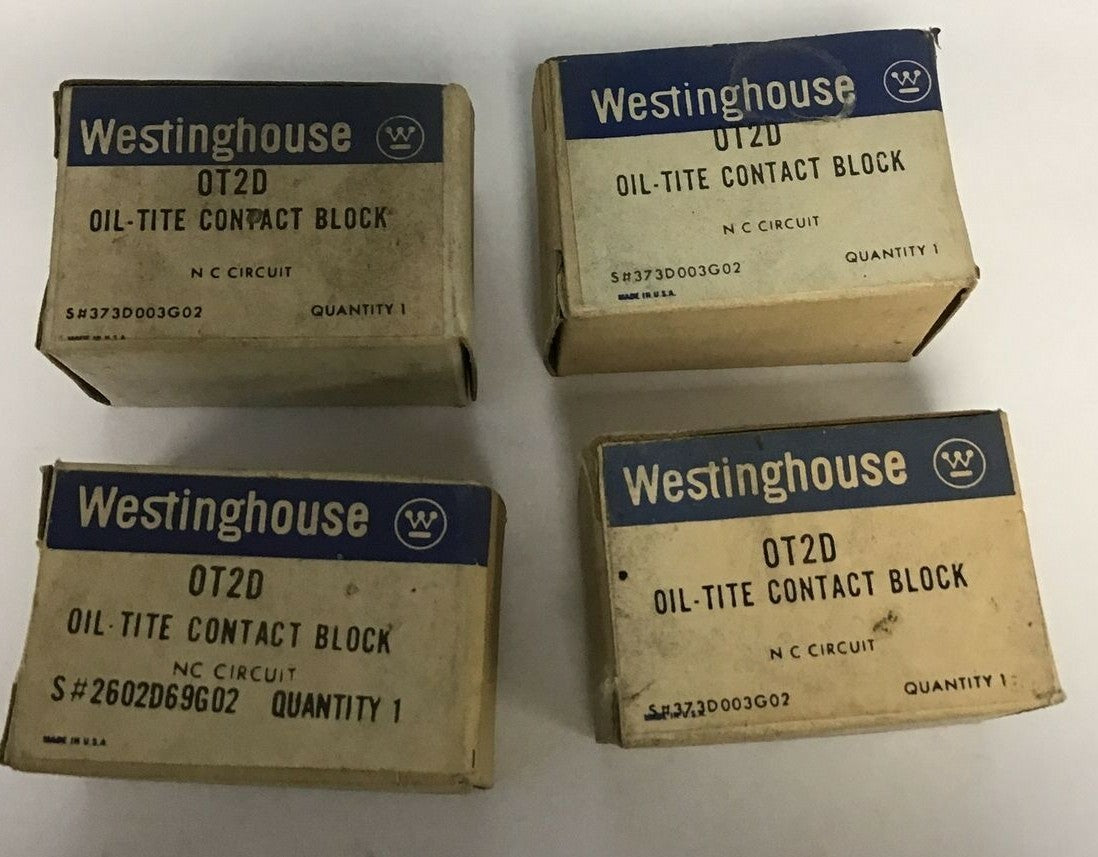 Westinghouse W
OT2D
OIL-TITE CONTACT BLOCK
N C CIRCUIT
S#373D003G02 QUANTITY 1
MADE IN U.S.A.
Westinghouse W
OT2D
OIL-TITE CONTACT BLOCK
N C CIRCUIT
S#373D003G02 QUANTITY 1
MADE IN U.S.A.
Westinghouse W
OT2D
OIL-TITE CONTACT BLOCK
NC CIRCUIT
S#2602D69G02 QUANTITY 1
MADE IN U.S.A
Westinghouse W
OT2D
OIL-TITE CONTACT BLOCK
N C CIRCUIT
S#373D003G02 QUANTITY 1
MADE IN U.S.A.